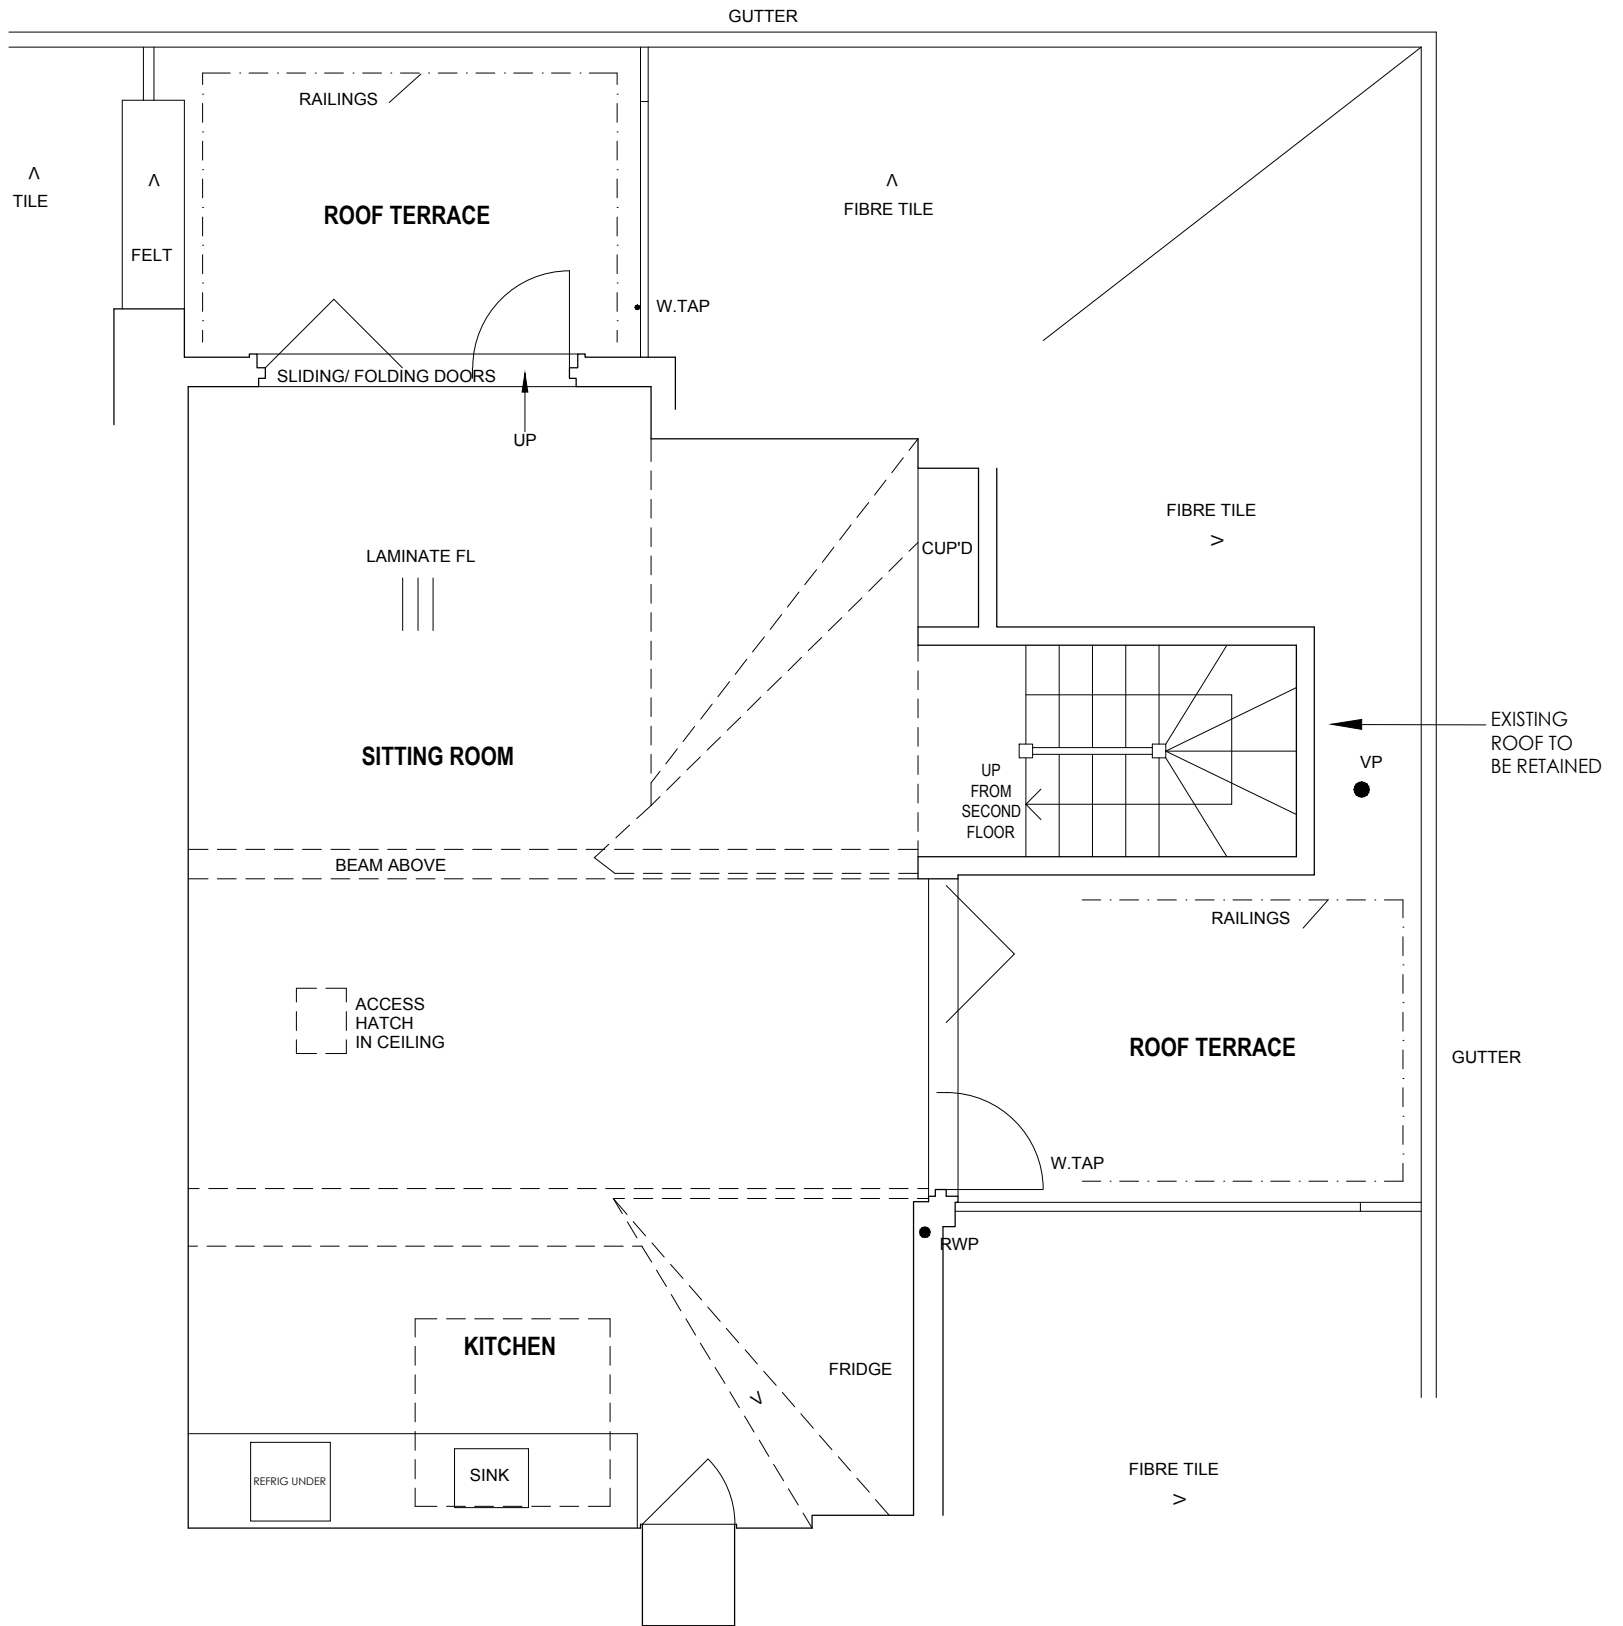 GUTTER
RAILINGS
ROOF TERRACE
TILE
FELT
FIBRE TILE
W.TAP
SLIDING/ FOLDING DOORS
UP
LAMINATE FL
CUP'D
FIBRE TILE
SITTING ROOM
UP
FROM
SECOND
FLOOR
EXISTING
ROOF TO
BE RETAINED
VP
BEAM ABOVE
RAILINGS
ACCESS
HATCH
IN CEILING
ROOF TERRACE
GUTTER
W.TAP
RWP
KITCHEN
FRIDGE
REFRIG UNDER
SINK
FIBRE TILE